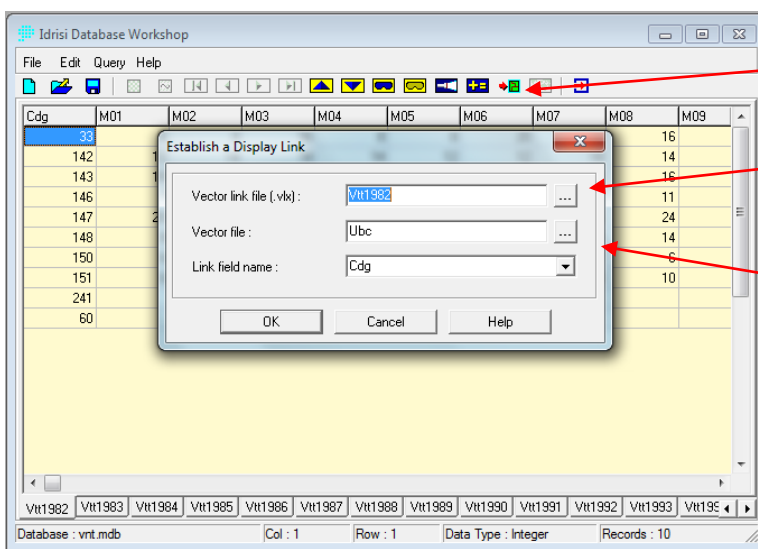 Idrisi Database Workshop
File Edit Query Help
Cdg M01 M02 M03 M04 M05 M06 M07 M08 M09
33 16
142 14
143 16
146 11
147 24
148 14
150 6
151 10
241
60
Establish a Display Link
Vector link file (.vlx) : Vtt1982 ...
Vector file : Ubc ...
Link field name : Cdg
OK Cancel Help
Vtt1982 Vtt1983 Vtt1984 Vtt1985 Vtt1986 Vtt1987 Vtt1988 Vtt1989 Vtt1990 Vtt1991 Vtt1992 Vtt1993
Database : vnt.mdb Col : 1 Row : 1 Data Type : Integer Records : 10